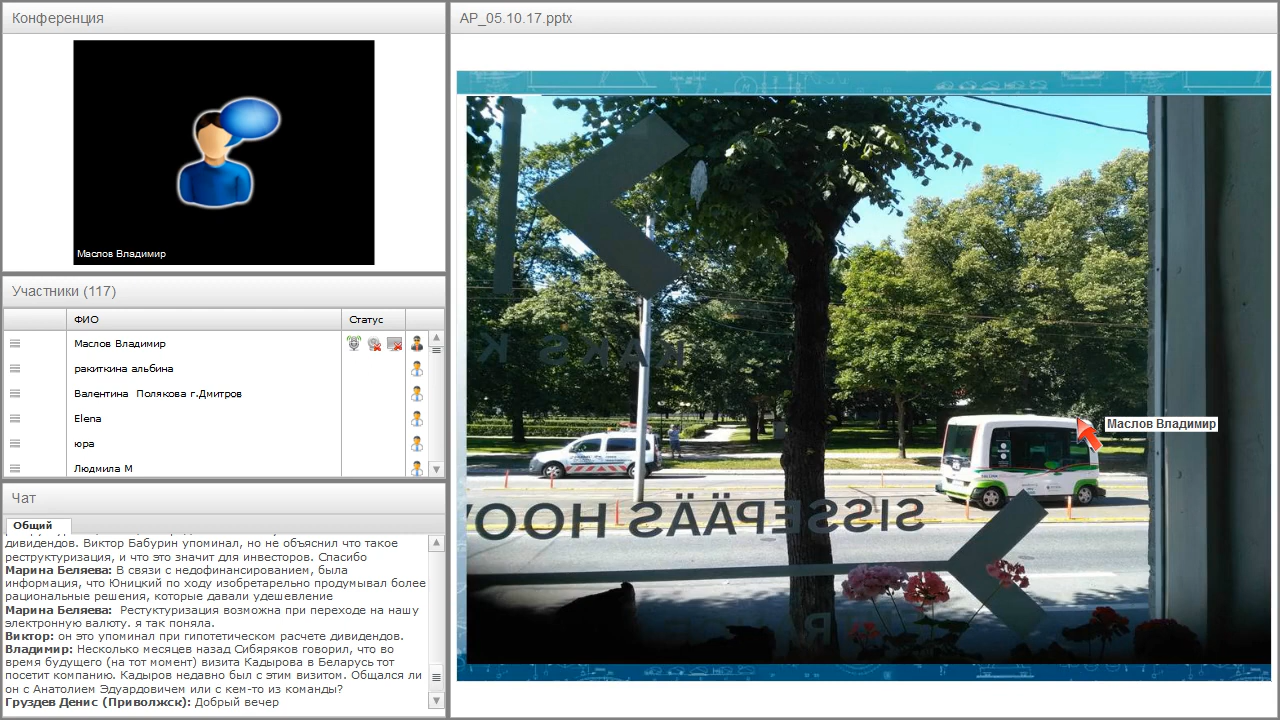 Конференция
Маслов Владимир
Участники (117)
ФИО
Статус
Маслов Владимир
ракиткина альбина
Валентина Полякова г.Дмитров
Elena
юра
Людмила М
Чат
Общий
дивидендов. Виктор Бабурин упоминал, но не объяснил что такое
реструктуризация, и что это значит для инвесторов. Спасибо
Марина Беляева: В связи с недофинансированием, была
информация, что Юницкий по ходу изобретарельно продумывал более
рациональные решения, которые давали удешевление
Марина Беляева: Рестуктуризация возможна при переходе на нашу
электронную валюту. я так поняла.
Виктор: он это упоминал при гипотетическом расчете дивидендов.
Владимир: Несколько месяцев назад Сибяряков говорил, что во
время будущего (на тот момент) визита Кадырова в Беларусь тот
посетит компанию. Кадыров недавно был с этим визитом. Общался ли
он с Анатолием Эдуардовичем или с кем-то из команды?
Груздев Денис (Приволжск): Добрый вечер
AP_05.10.17.pptx
KAKS K
Маслов Владимир
SISSEPÄÄS HOOV